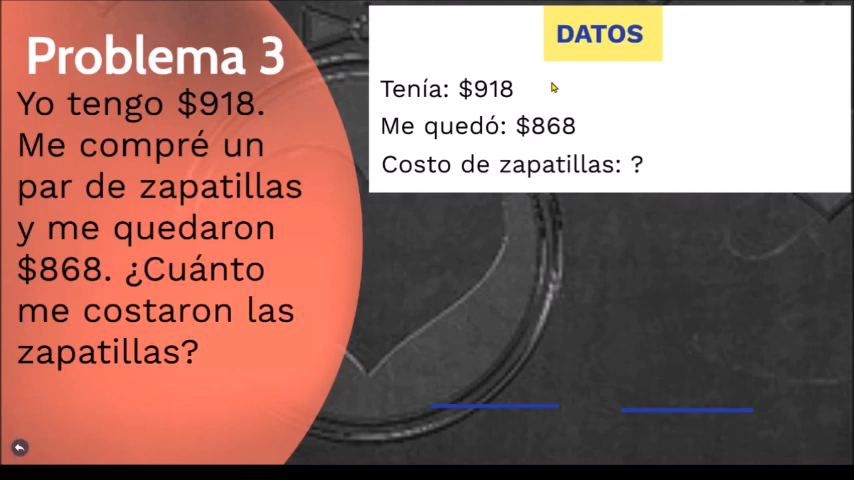 Problema 3
Yo tengo $918.
Me compré un
par de zapatillas
y me quedaron
$868. ¿Cuánto
me costaron las
zapatillas?
DATOS
Tenía: $918
Me quedó: $868
Costo de zapatillas: ?